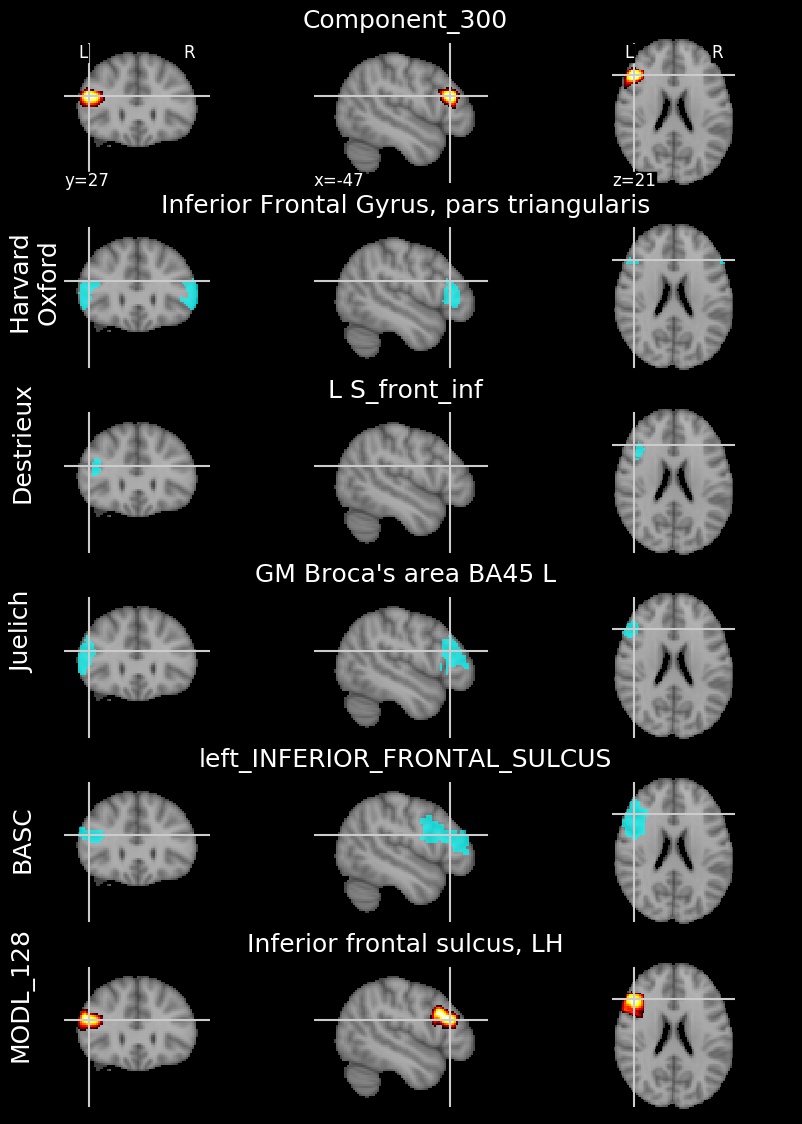 Component_300
L R
L R
y=27 x=-47 z=21
Inferior Frontal Gyrus, pars triangularis
Harvard
Oxford
L S_front_inf
Destrieux
GM Broca's area BA45 L
Juelich
left_INFERIOR_FRONTAL_SULCUS
BASC
Inferior frontal sulcus, LH
MODL_128